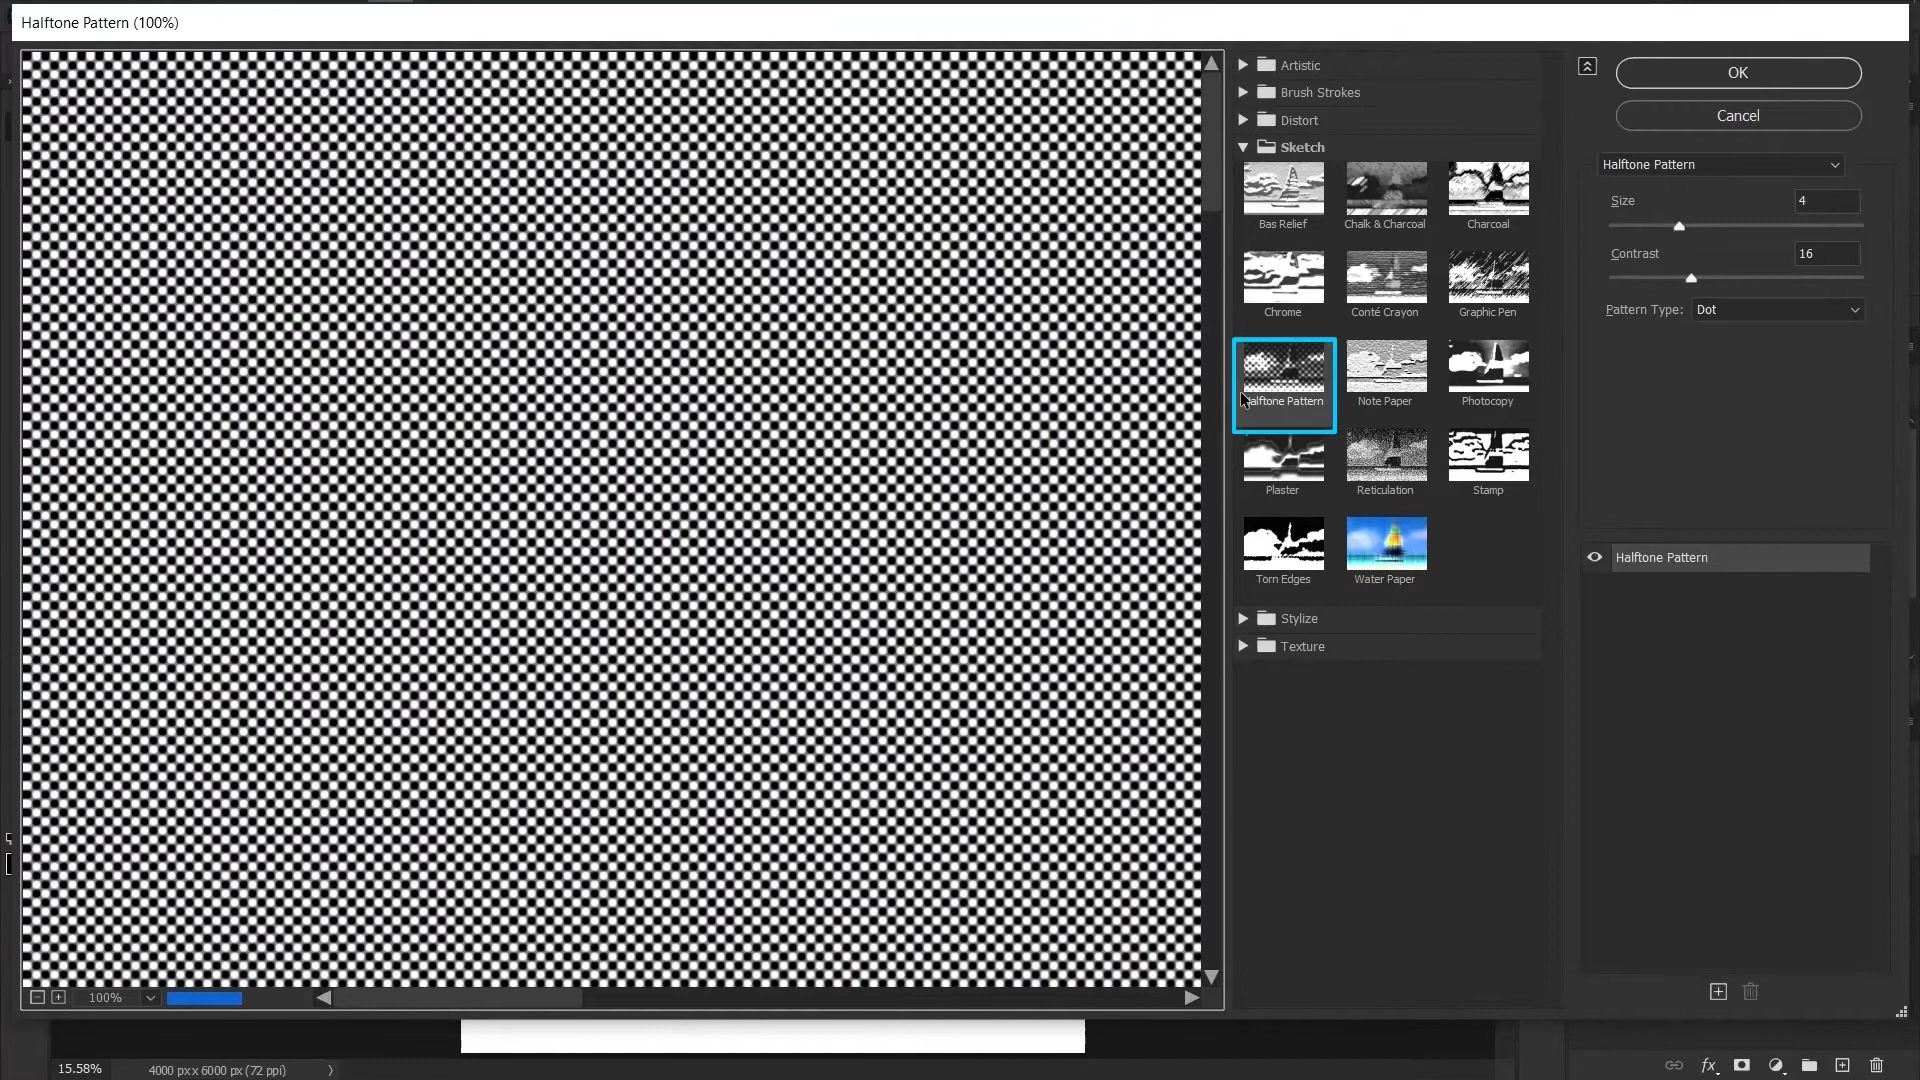 Halftone Pattern (100%)
Artistic
Brush Strokes
Distort
Sketch
Bas Relief
Chalk & Charcoal
Charcoal
Chrome
Conté Crayon
Graphic Pen
Halftone Pattern
Note Paper
Photocopy
Plaster
Reticulation
Stamp
Torn Edges
Water Paper
Stylize
Texture
OK
Cancel
Halftone Pattern
Size
4
Contrast
16
Pattern Type: Dot
Halftone Pattern
100%
15.58%
4000 px x 6000 px (72 ppi)
fx